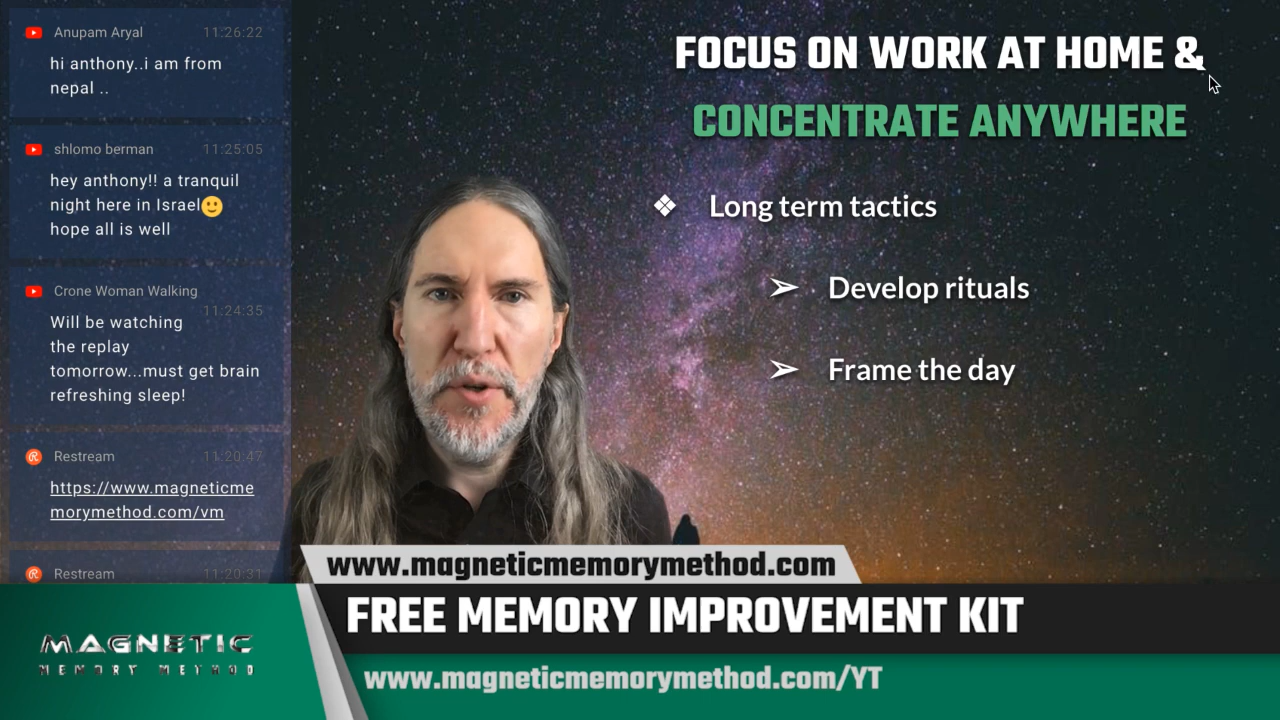 Anupam Aryal 11:26:22
hi anthony..i am from
nepal ..
shlomo berman 11:25:05
hey anthony!! a tranquil
night here in Israel🙂
hope all is well
Crone Woman Walking
11:24:35
Will be watching
the replay
tomorrow...must get brain
refreshing sleep!
Restream 11:20:47
https://www.magneticme
morymethod.com/vm
Restream 11:20:31
FOCUS ON WORK AT HOME &
CONCENTRATE ANYWHERE
❖ Long term tactics
➢ Develop rituals
➢ Frame the day
www.magneticmemorymethod.com
FREE MEMORY IMPROVEMENT KIT
www.magneticmemorymethod.com/YT
MAGNETIC
MEMORY METHOD